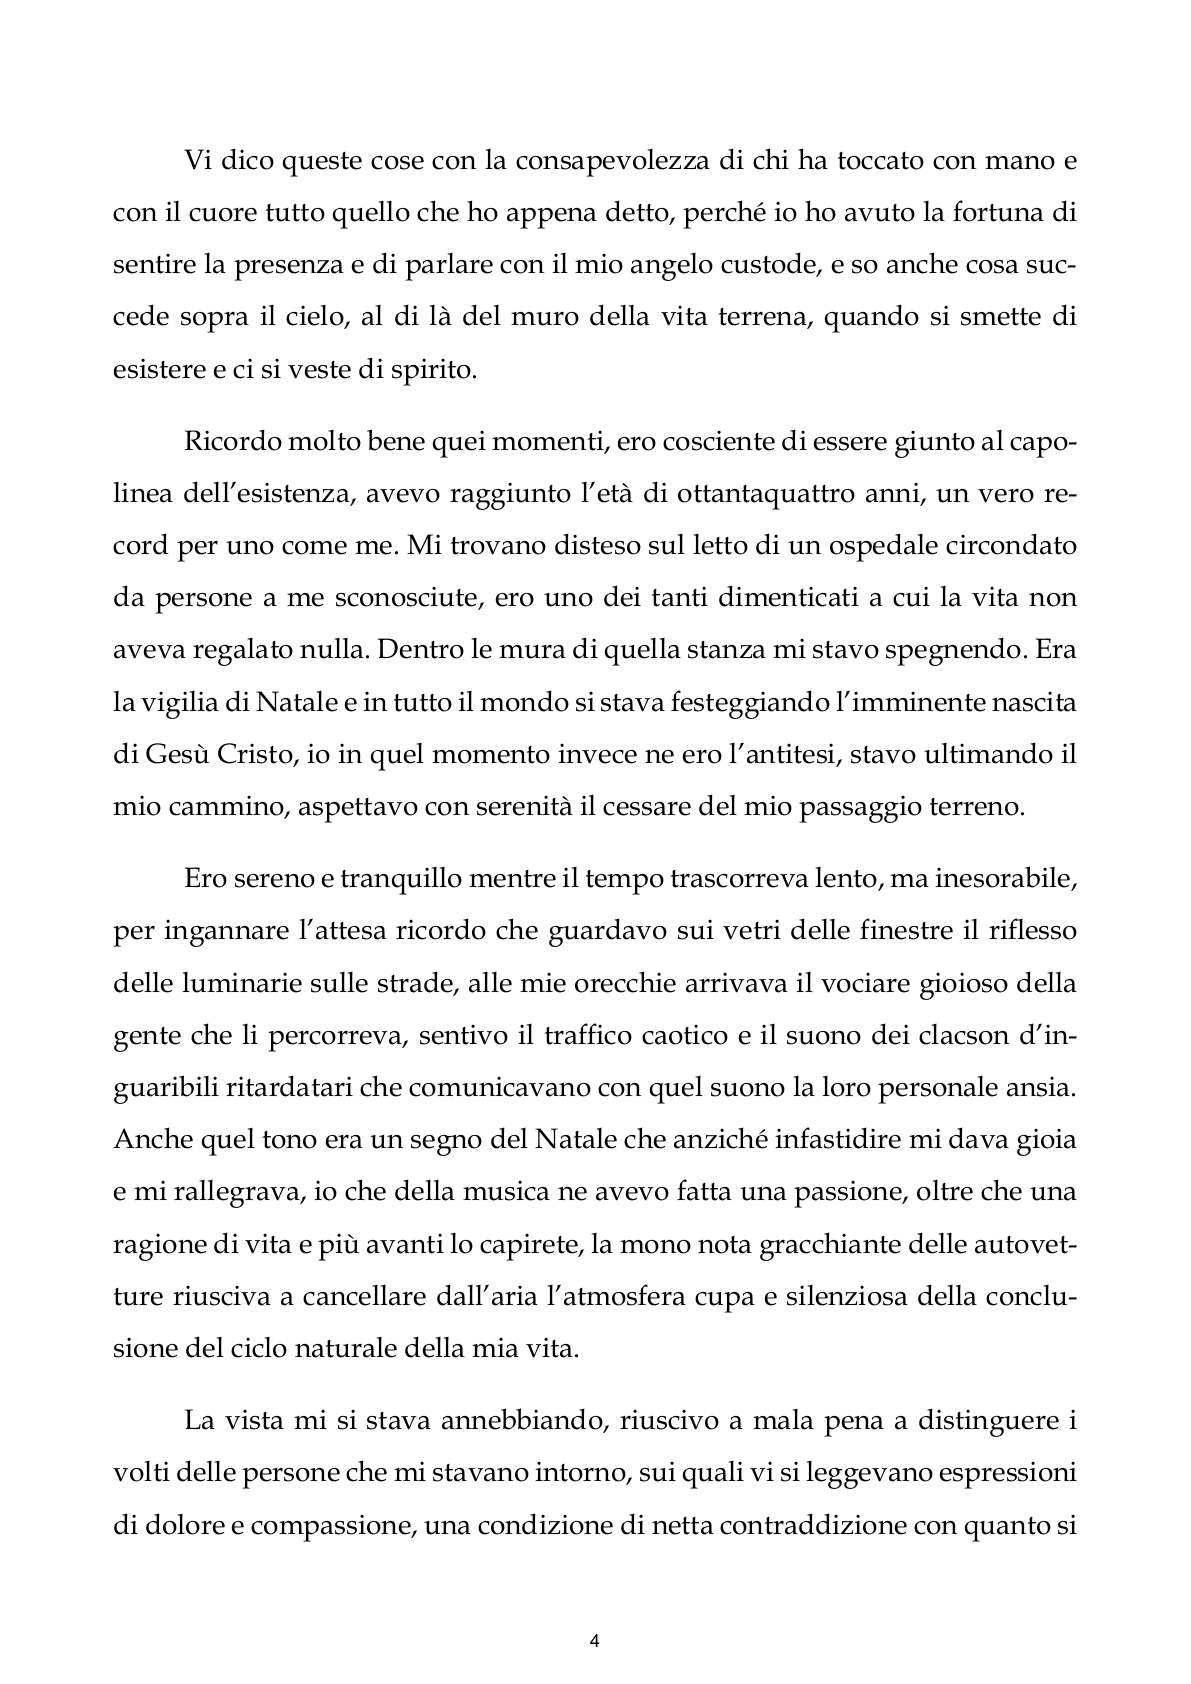 Vi dico queste cose con la consapevolezza di chi ha toccato con mano e
con il cuore tutto quello che ho appena detto, perché io ho avuto la fortuna di
sentire la presenza e di parlare con il mio angelo custode, e so anche cosa suc-
cede sopra il cielo, al di là del muro della vita terrena, quando si smette di
esistere e ci si veste di spirito.
Ricordo molto bene quei momenti, ero cosciente di essere giunto al capo-
linea dell’esistenza, avevo raggiunto l’età di ottantaquattro anni, un vero re-
cord per uno come me. Mi trovano disteso sul letto di un ospedale circondato
da persone a me sconosciute, ero uno dei tanti dimenticati a cui la vita non
aveva regalato nulla. Dentro le mura di quella stanza mi stavo spegnendo. Era
la vigilia di Natale e in tutto il mondo si stava festeggiando l’imminente nascita
di Gesù Cristo, io in quel momento invece ne ero l’antitesi, stavo ultimando il
mio cammino, aspettavo con serenità il cessare del mio passaggio terreno.
Ero sereno e tranquillo mentre il tempo trascorreva lento, ma inesorabile,
per ingannare l’attesa ricordo che guardavo sui vetri delle finestre il riflesso
delle luminarie sulle strade, alle mie orecchie arrivava il vociare gioioso della
gente che li percorreva, sentivo il traffico caotico e il suono dei clacson d’in-
guaribili ritardatari che comunicavano con quel suono la loro personale ansia.
Anche quel tono era un segno del Natale che anziché infastidire mi dava gioia
e mi rallegrava, io che della musica ne avevo fatta una passione, oltre che una
ragione di vita e più avanti lo capirete, la mono nota gracchiante delle autovet-
ture riusciva a cancellare dall’aria l’atmosfera cupa e silenziosa della conclu-
sione del ciclo naturale della mia vita.
La vista mi si stava annebbiando, riuscivo a mala pena a distinguere i
volti delle persone che mi stavano intorno, sui quali vi si leggevano espressioni
di dolore e compassione, una condizione di netta contraddizione con quanto si
4